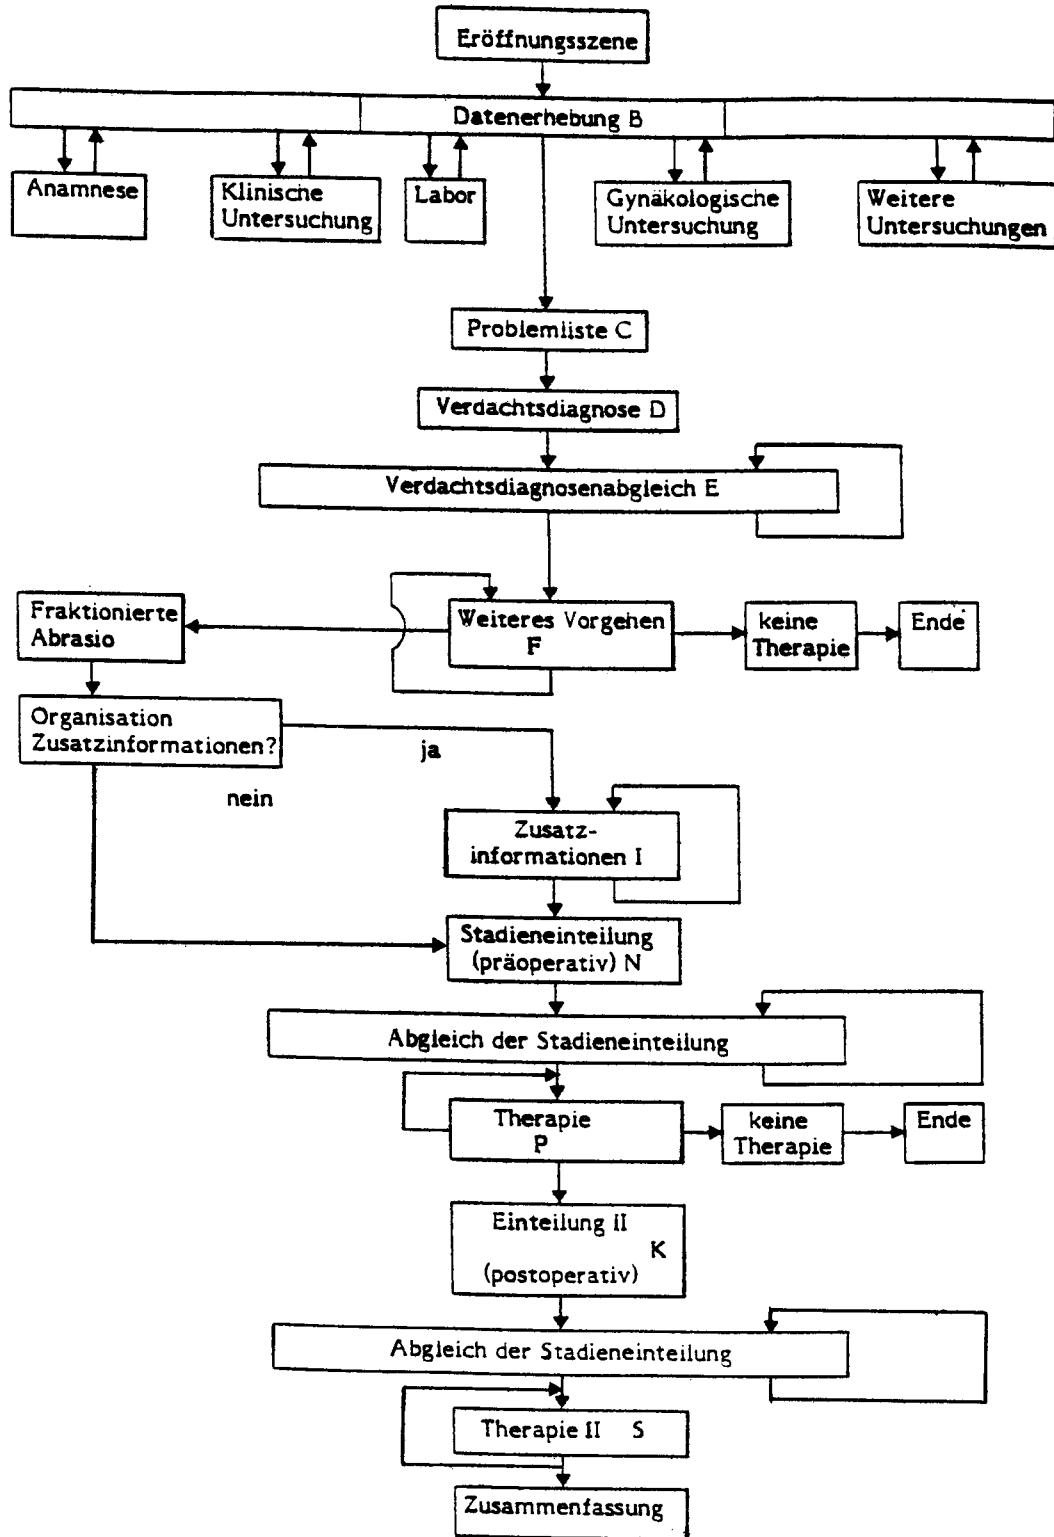 Eröffnungsszene
Datenerhebung B
Anamnese
Klinische
Untersuchung
Labor
Gynäkologische
Untersuchung
Weitere
Untersuchungen
Problemliste C
Verdachtsdiagnose D
Verdachtsdiagnosenabgleich E
Fraktionierte
Abrasio
Weiteres Vorgehen
F
keine
Therapie
Ende
Organisation
Zusatzinformationen?
ja
nein
Zusatz-
informationen I
Stadieneinteilung
(präoperativ) N
Abgleich der Stadieneinteilung
Therapie
P
keine
Therapie
Ende
Einteilung II
K
(postoperativ)
Abgleich der Stadieneinteilung
Therapie II S
Zusammenfassung